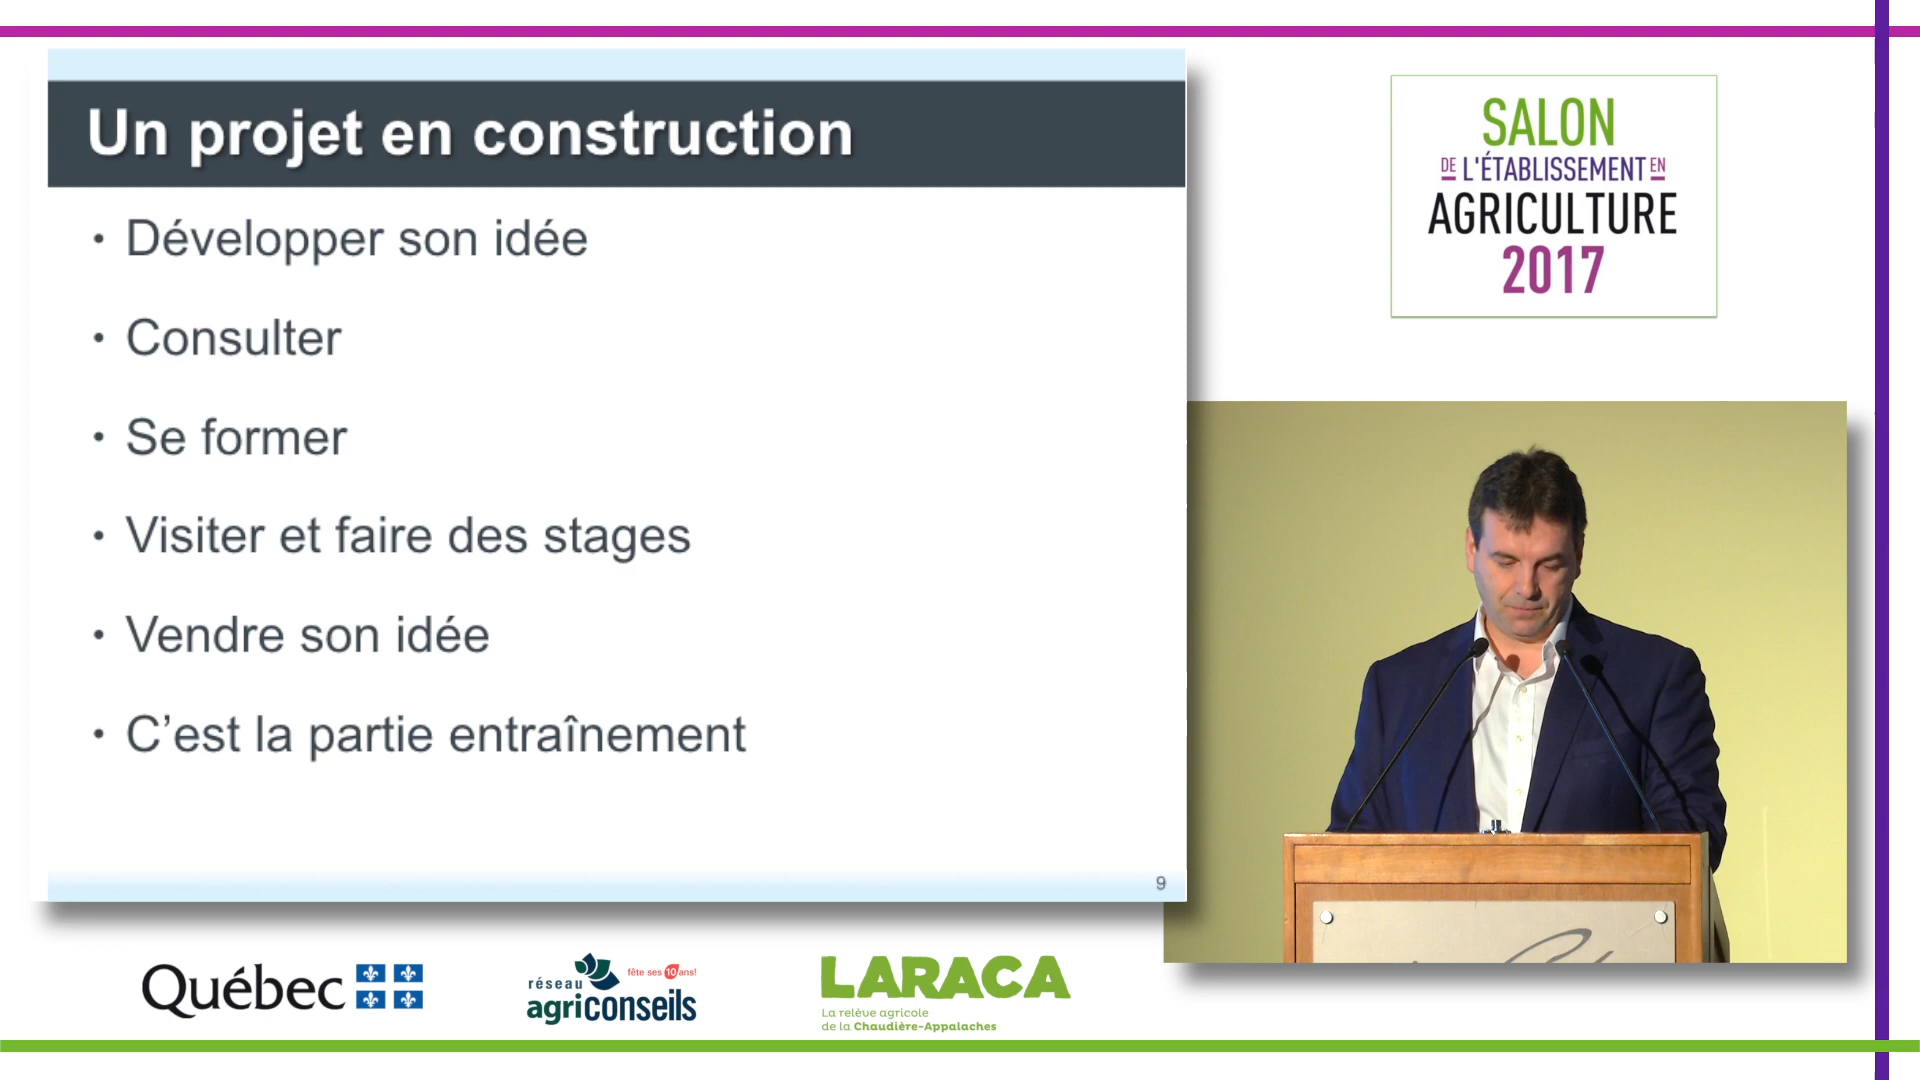 Un projet en construction
• Développer son idée
• Consulter
• Se former
• Visiter et faire des stages
• Vendre son idée
• C’est la partie entraînement
9
SALON
DE L'ÉTABLISSEMENT EN
AGRICULTURE
2017
Québec
réseau
fête ses 10 ans!
agriconseils
LARACA
La relève agricole
de la Chaudière-Appalaches